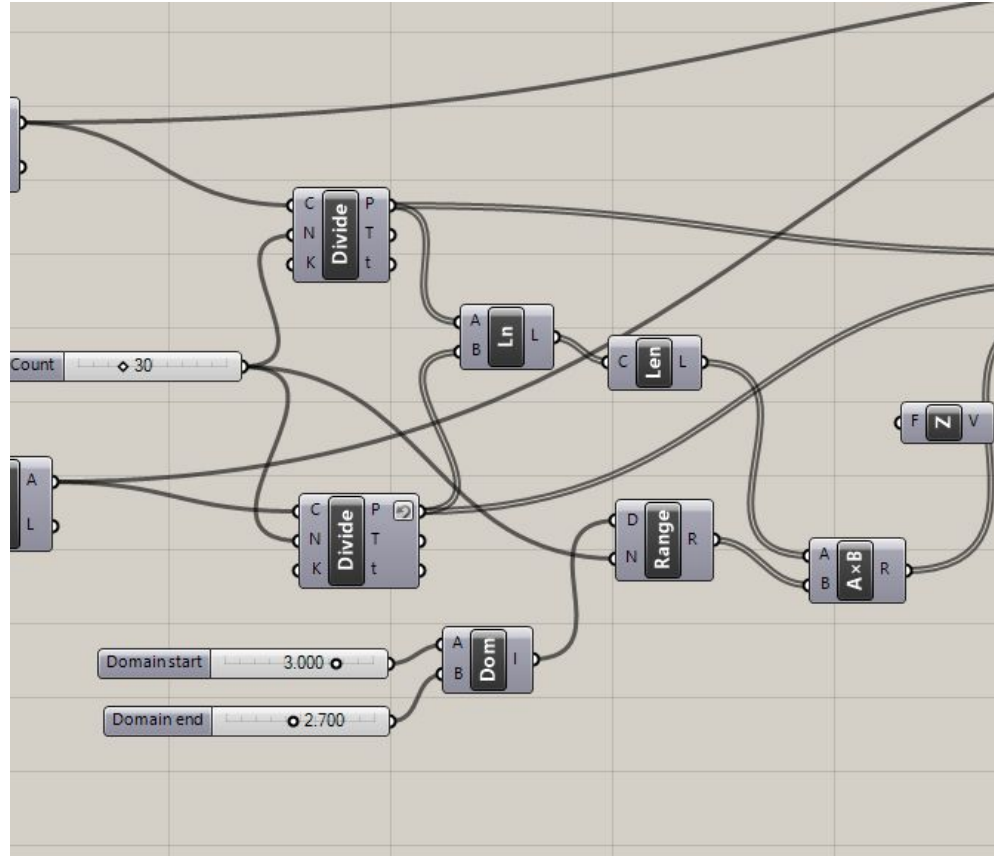 C P
N T
K t
Divide
A
B
Ln
L
C
Len
L
Count
30
F
Z
V
A
L
C P
N T
K t
Divide
D
N
Range
R
A
B
A×B
R
Domain start
3.000
A
B
Dom
I
Domain end
2.700